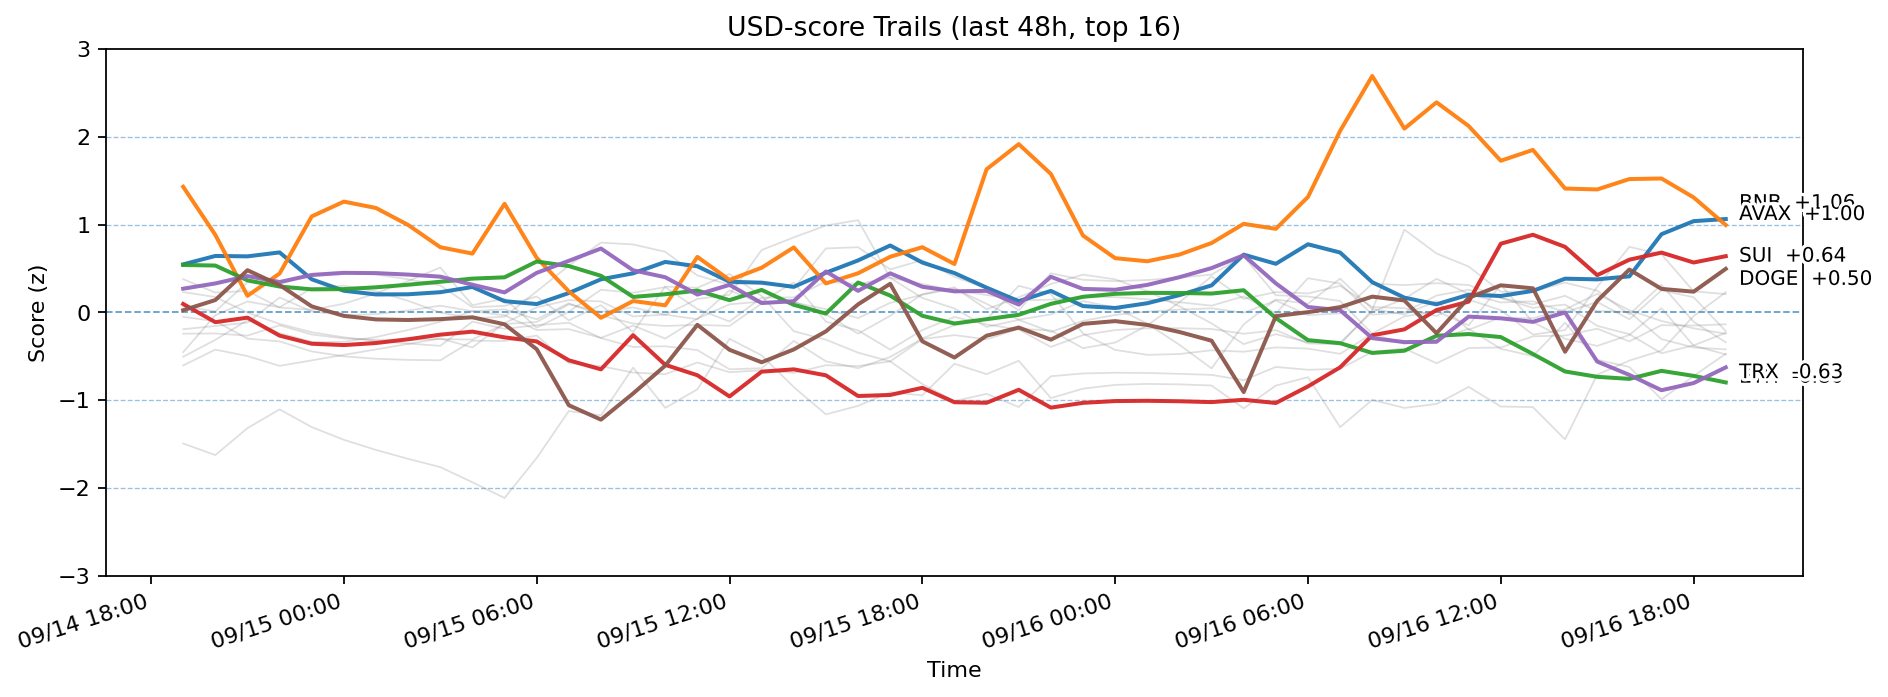 USD-score Trails (last 48h, top 16)
3
2
1
0
−1
−2
−3
Score (z)
BNB +1.06
AVAX +1.00
SUI +0.64
DOGE +0.50
TRX -0.63
09/14 18:00
09/15 00:00
09/15 06:00
09/15 12:00
09/15 18:00
09/16 00:00
09/16 06:00
09/16 12:00
09/16 18:00
Time